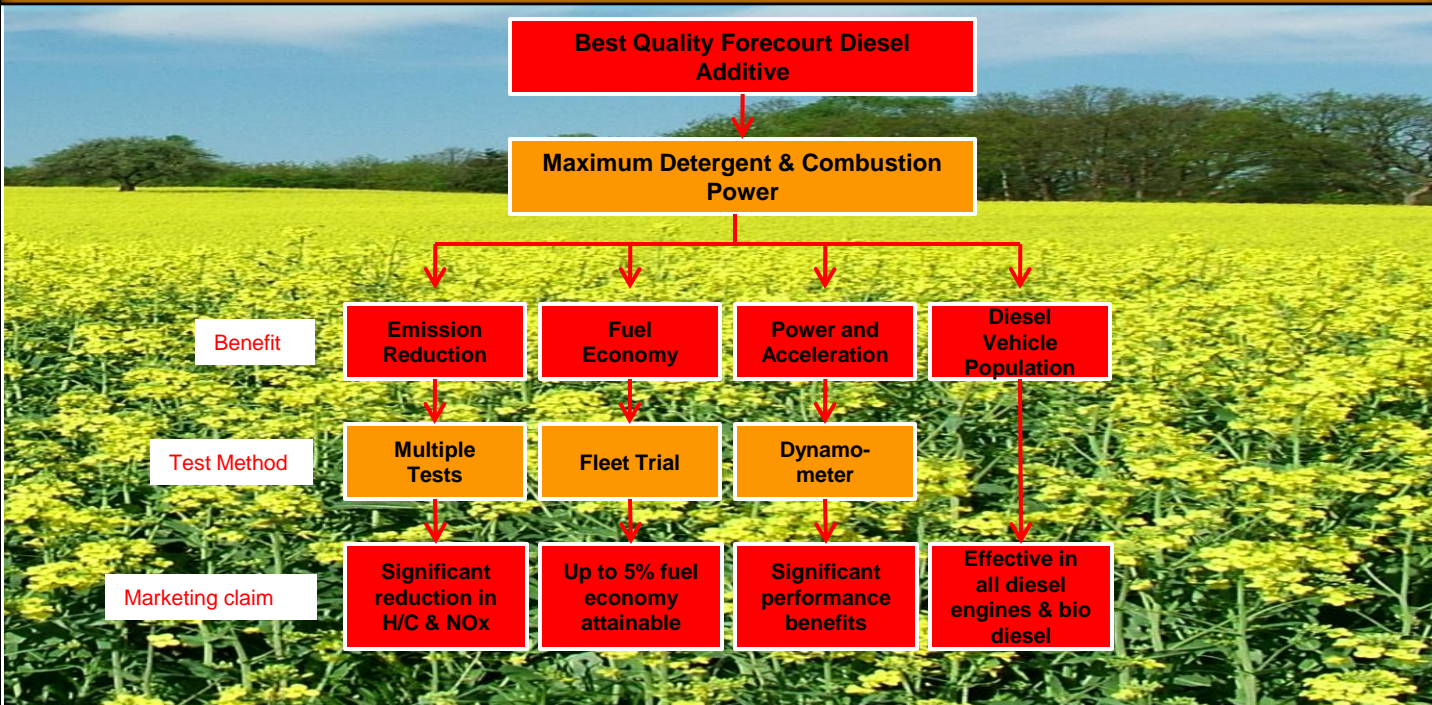 Best Quality Forecourt Diesel
Additive
Maximum Detergent & Combustion
Power
Benefit
Emission
Reduction
Fuel
Economy
Power and
Acceleration
Diesel
Vehicle
Population
Test Method
Multiple
Tests
Fleet Trial
Dynamo-
meter
Marketing claim
Significant
reduction in
H/C & NOx
Up to 5% fuel
economy
attainable
Significant
performance
benefits
Effective in
all diesel
engines & bio
diesel